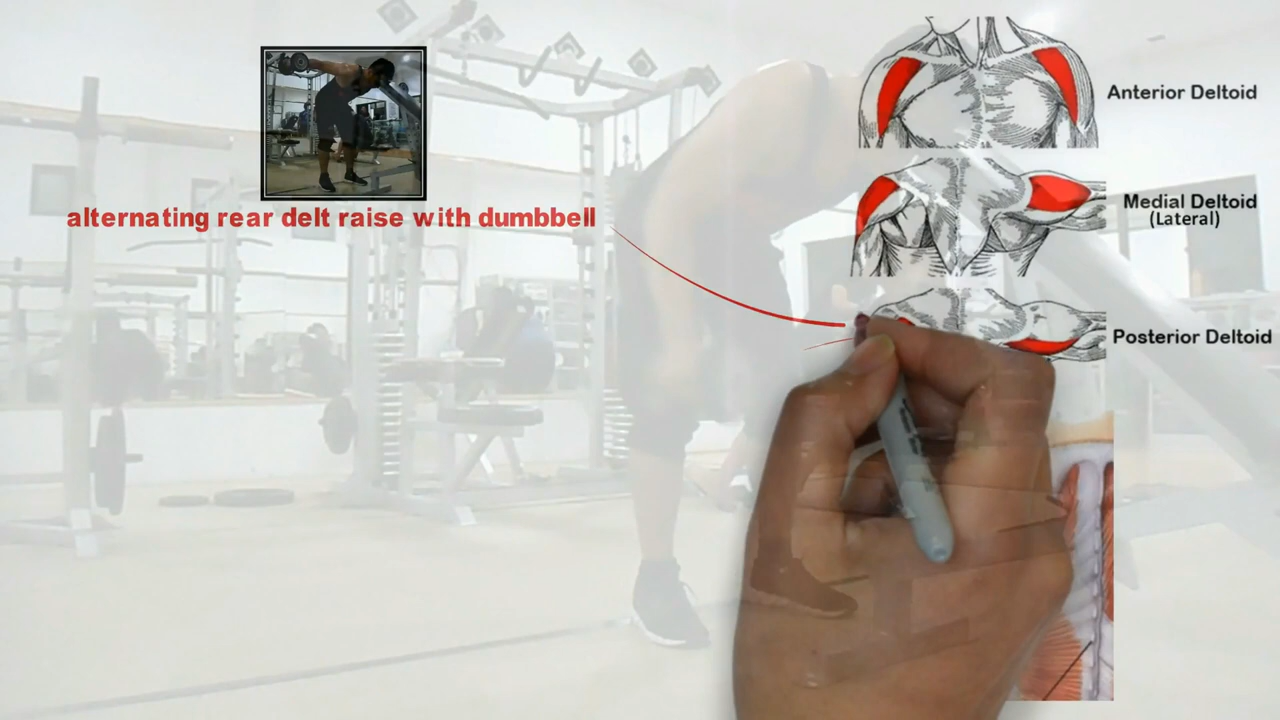 alternating rear delt raise with dumbbell
Anterior Deltoid
Medial Deltoid
(Lateral)
Posterior Deltoid